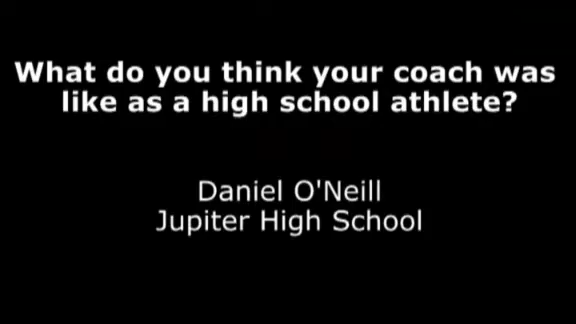 What do you think your coach was
like as a high school athlete?
Daniel O'Neill
Jupiter High School